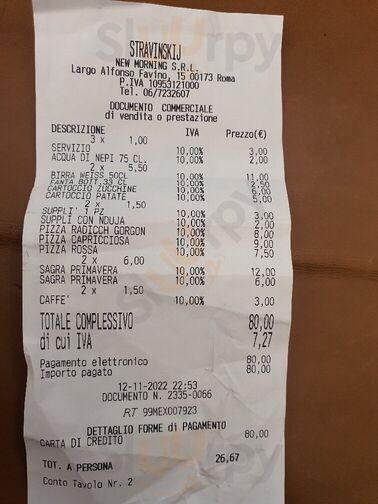 STRAVINSKIJ
NEW MORNING S.R.L.
Largo Alfonso Favino, 15 00173 Roma
P.IVA 10953121000
Tel. 06/7232607
DOCUMENTO COMMERCIALE
di vendita o prestazione
DESCRIZIONE IVA Prezzo(€)
3 x 1,00
SERVIZIO 10,00% 3,00
ACQUA DI NEPI 75 CL. 10,00% 2,00
2 x 5,50
BIRRA WEISS 50CL 10,00% 11,00
FANTA BOTT.33 CL 10,00% 2,50
CARTOCCIO ZUCCHINE 10,00% 6,00
CARTOCCIO PATATE 10,00% 5,00
2 x 1,50
SUPPLI' 1 PZ 10,00% 3,00
SUPPLI CON NDUJA 10,00% 2,00
PIZZA RADICCH GORGON 10,00% 8,00
PIZZA CAPRICCIOSA 10,00% 9,00
PIZZA ROSSA 10,00% 7,50
2 x 6,00
SAGRA PRIMAVERA 10,00% 12,00
SAGRA PRIMAVERA 10,00% 6,00
2 x 1,50
CAFFE' 10,00% 3,00
TOTALE COMPLESSIVO 80,00
di cui IVA 7,27
Pagamento elettronico 80,00
Importo pagato 80,00
12-11-2022 22:53
DOCUMENTO N. 2335-0066
RT 99MEX007923
DETTAGLIO FORME di PAGAMENTO
CARTA DI CREDITO 80,00
TOT. A PERSONA 26,67
Conto Tavolo Nr. 2